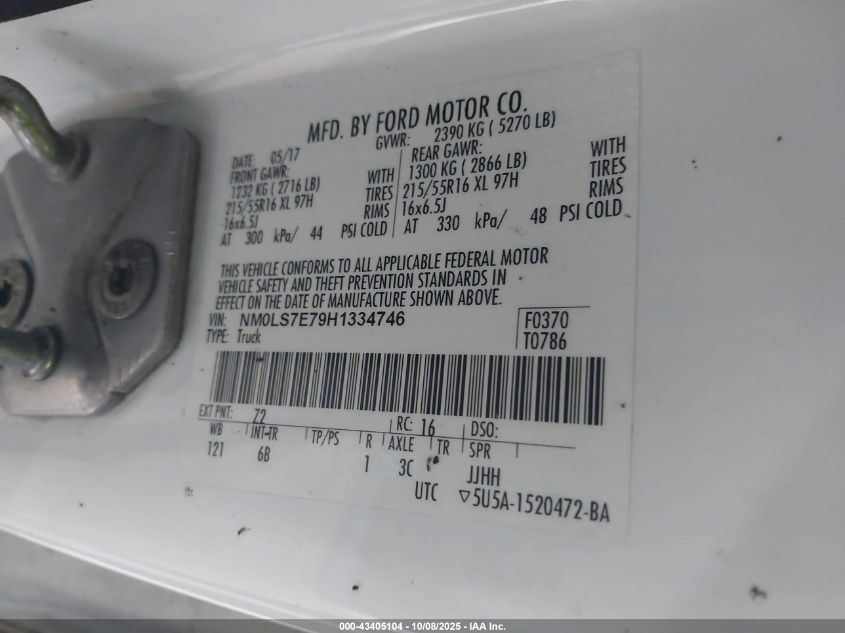 MFD. BY FORD MOTOR CO.
DATE: 05/17 GVWR: 2390 KG ( 5270 LB)
FRONT GAWR: REAR GAWR:
1232 KG ( 2716 LB) WITH 1300 KG ( 2866 LB) WITH
215/55R16 XL 97H TIRES 215/55R16 XL 97H TIRES
16x6.5J RIMS 16x6.5J RIMS
AT 300 kPa/ 44 PSI COLD AT 330 kPa/ 48 PSI COLD
THIS VEHICLE CONFORMS TO ALL APPLICABLE FEDERAL MOTOR
VEHICLE SAFETY AND THEFT PREVENTION STANDARDS IN
EFFECT ON THE DATE OF MANUFACTURE SHOWN ABOVE.
VIN: NM0LS7E79H1334746 F0370
TYPE: Truck T0786
EXT PNT: Z2 RC: 16 DSO:
WB INT-TR TP/PS R AXLE TR SPR
121 6B 1 3C JJHH
UTC ▽5U5A-1520472-BA
000-43405104 - 10/08/2025 - IAA Inc.